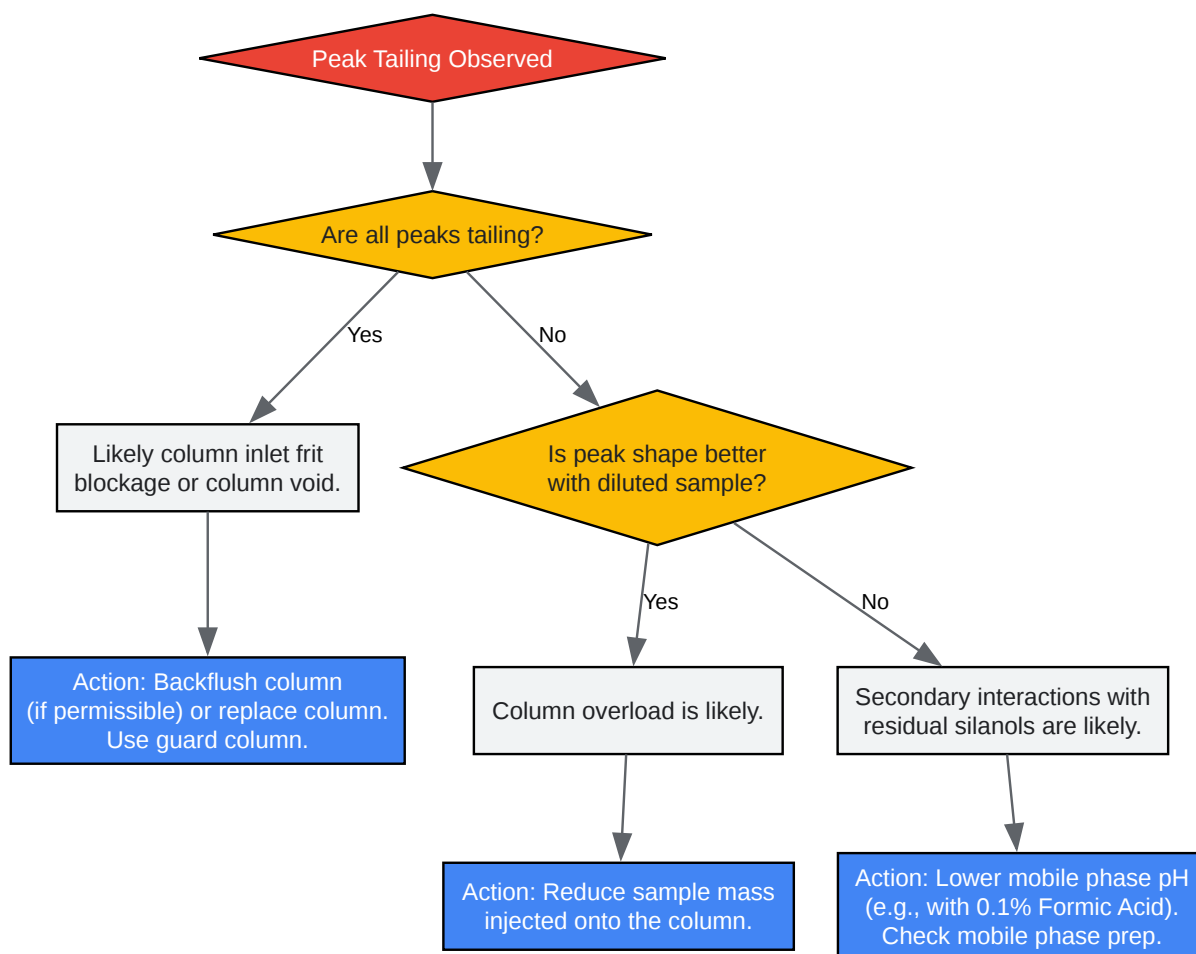 Peak Tailing Observed
Are all peaks tailing?
Yes
No
Likely column inlet frit
blockage or column void.
Is peak shape better
with diluted sample?
Yes
No
Action: Backflush column
(if permissible) or replace column.
Use guard column.
Column overload is likely.
Secondary interactions with
residual silanols are likely.
Action: Reduce sample mass
injected onto the column.
Action: Lower mobile phase pH
(e.g., with 0.1% Formic Acid).
Check mobile phase prep.